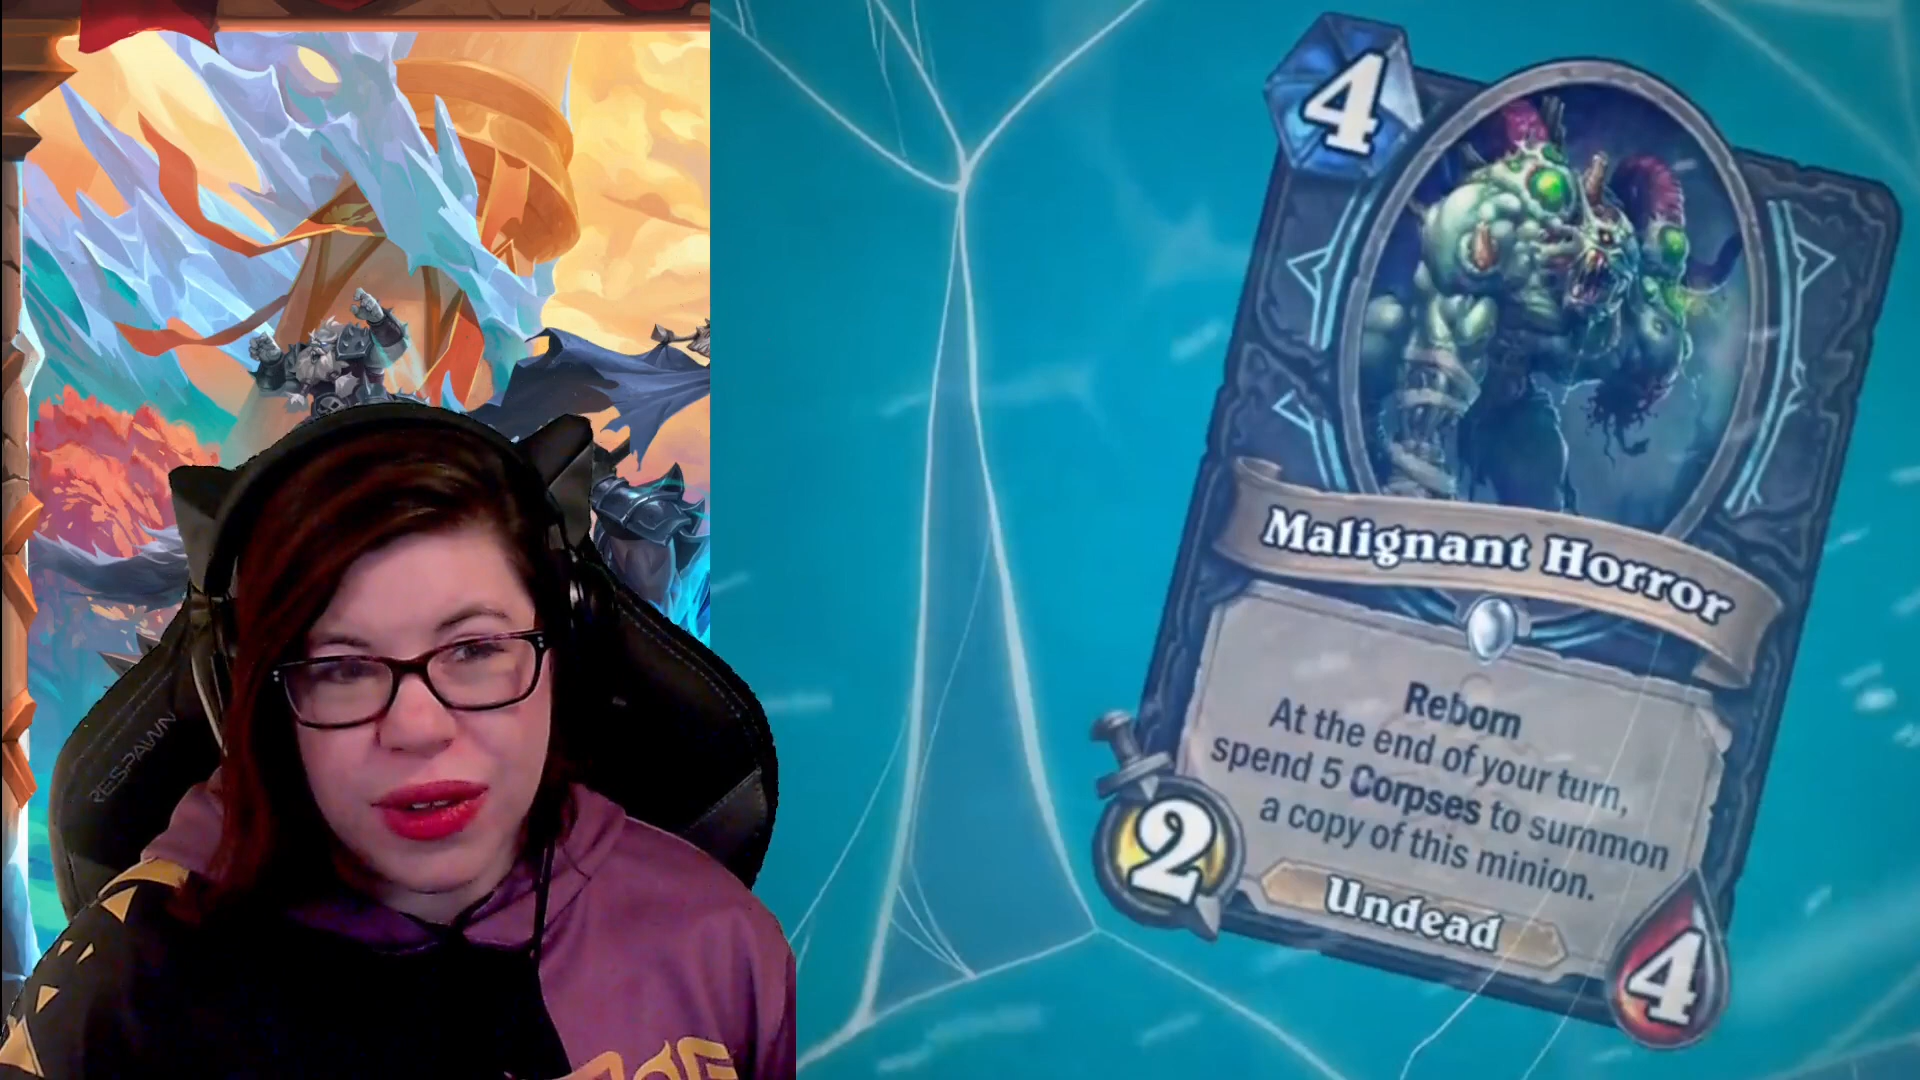 4
Malignant Horror
Reborn
At the end of your turn,
spend 5 Corpses to summon
a copy of this minion.
2
Undead
4
RESPAWN